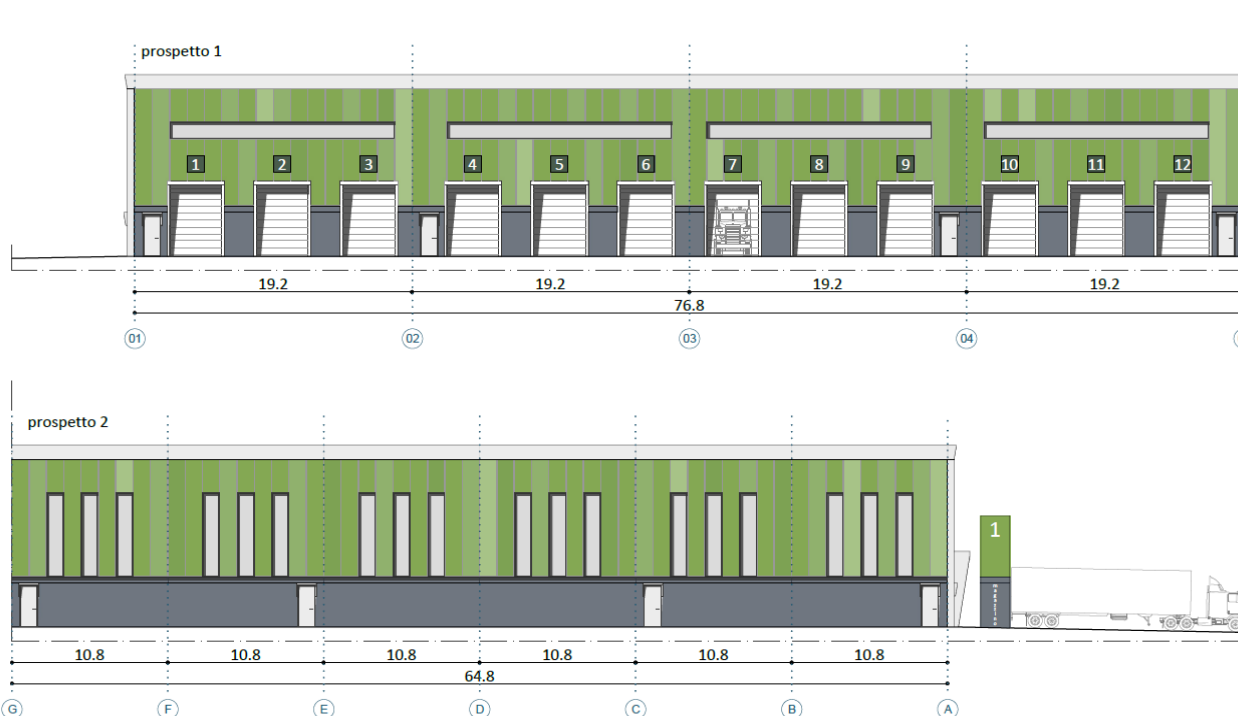 prospetto 1
1 2 3 4 5 6 7 8 9 10 11 12
19.2 19.2 19.2 19.2
76.8
01 02 03 04
prospetto 2
1
magazzino
10.8 10.8 10.8 10.8 10.8 10.8
64.8
G F E D C B A